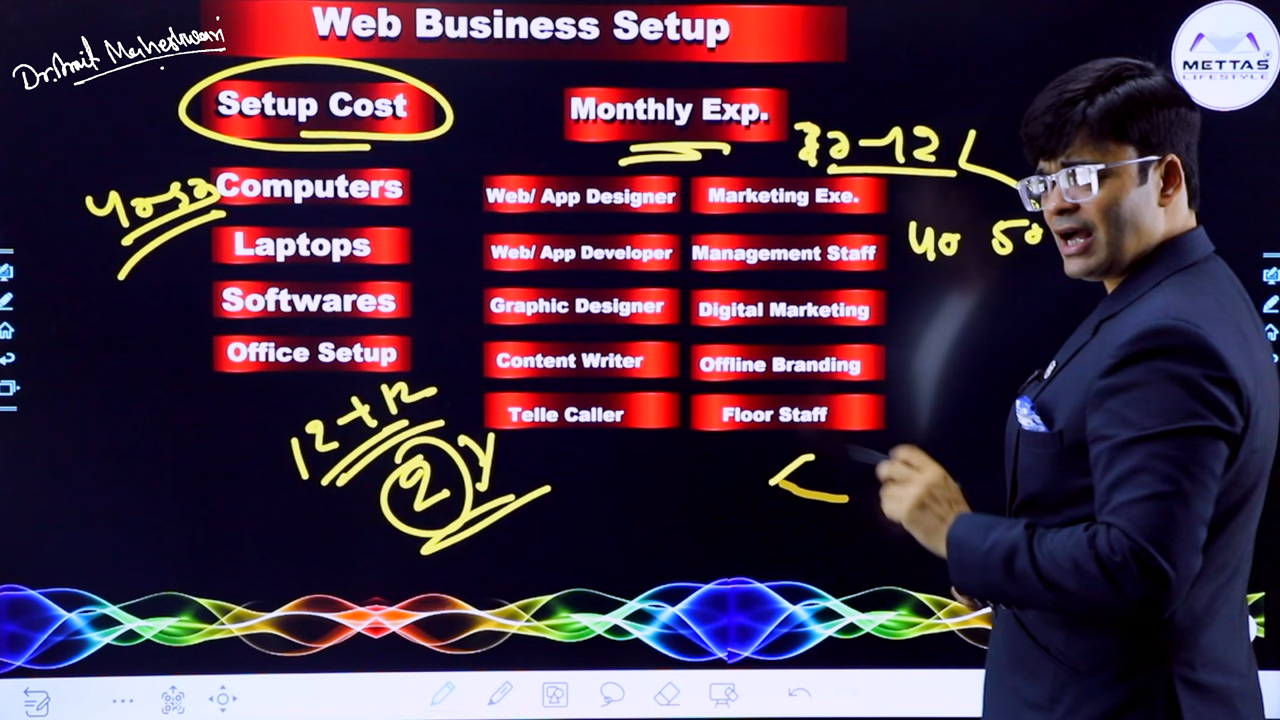 Web Business Setup
Dr. Amit Maheshwari
METTAS
LIFESTYLE
Setup Cost
Monthly Exp.
Computers
Laptops
Softwares
Office Setup
Web/ App Designer
Marketing Exe.
Web/ App Developer
Management Staff
Graphic Designer
Digital Marketing
Content Writer
Offline Branding
Telle Caller
Floor Staff
40 50
12+12
2 y